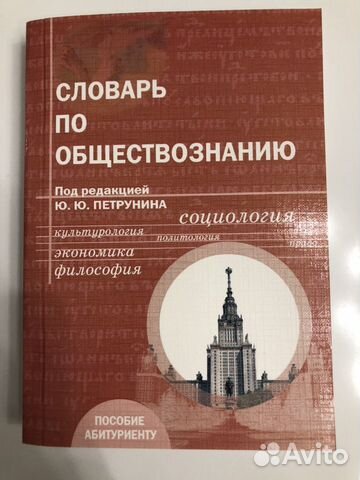 СЛОВАРЬ
ПО
ОБЩЕСТВОЗНАНИЮ
Под редакцией
Ю. Ю. ПЕТРУНИНА
социология
культурология
политология
право
экономика
философия
ПОСОБИЕ
АБИТУРИЕНТУ
Avito